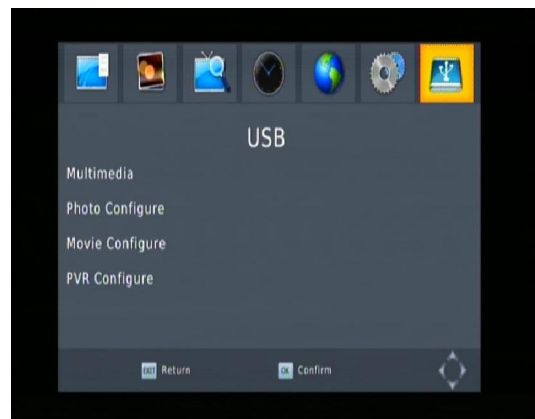 USB
Multimedia
Photo Configure
Movie Configure
PVR Configure
EXIT Return OK Confirm